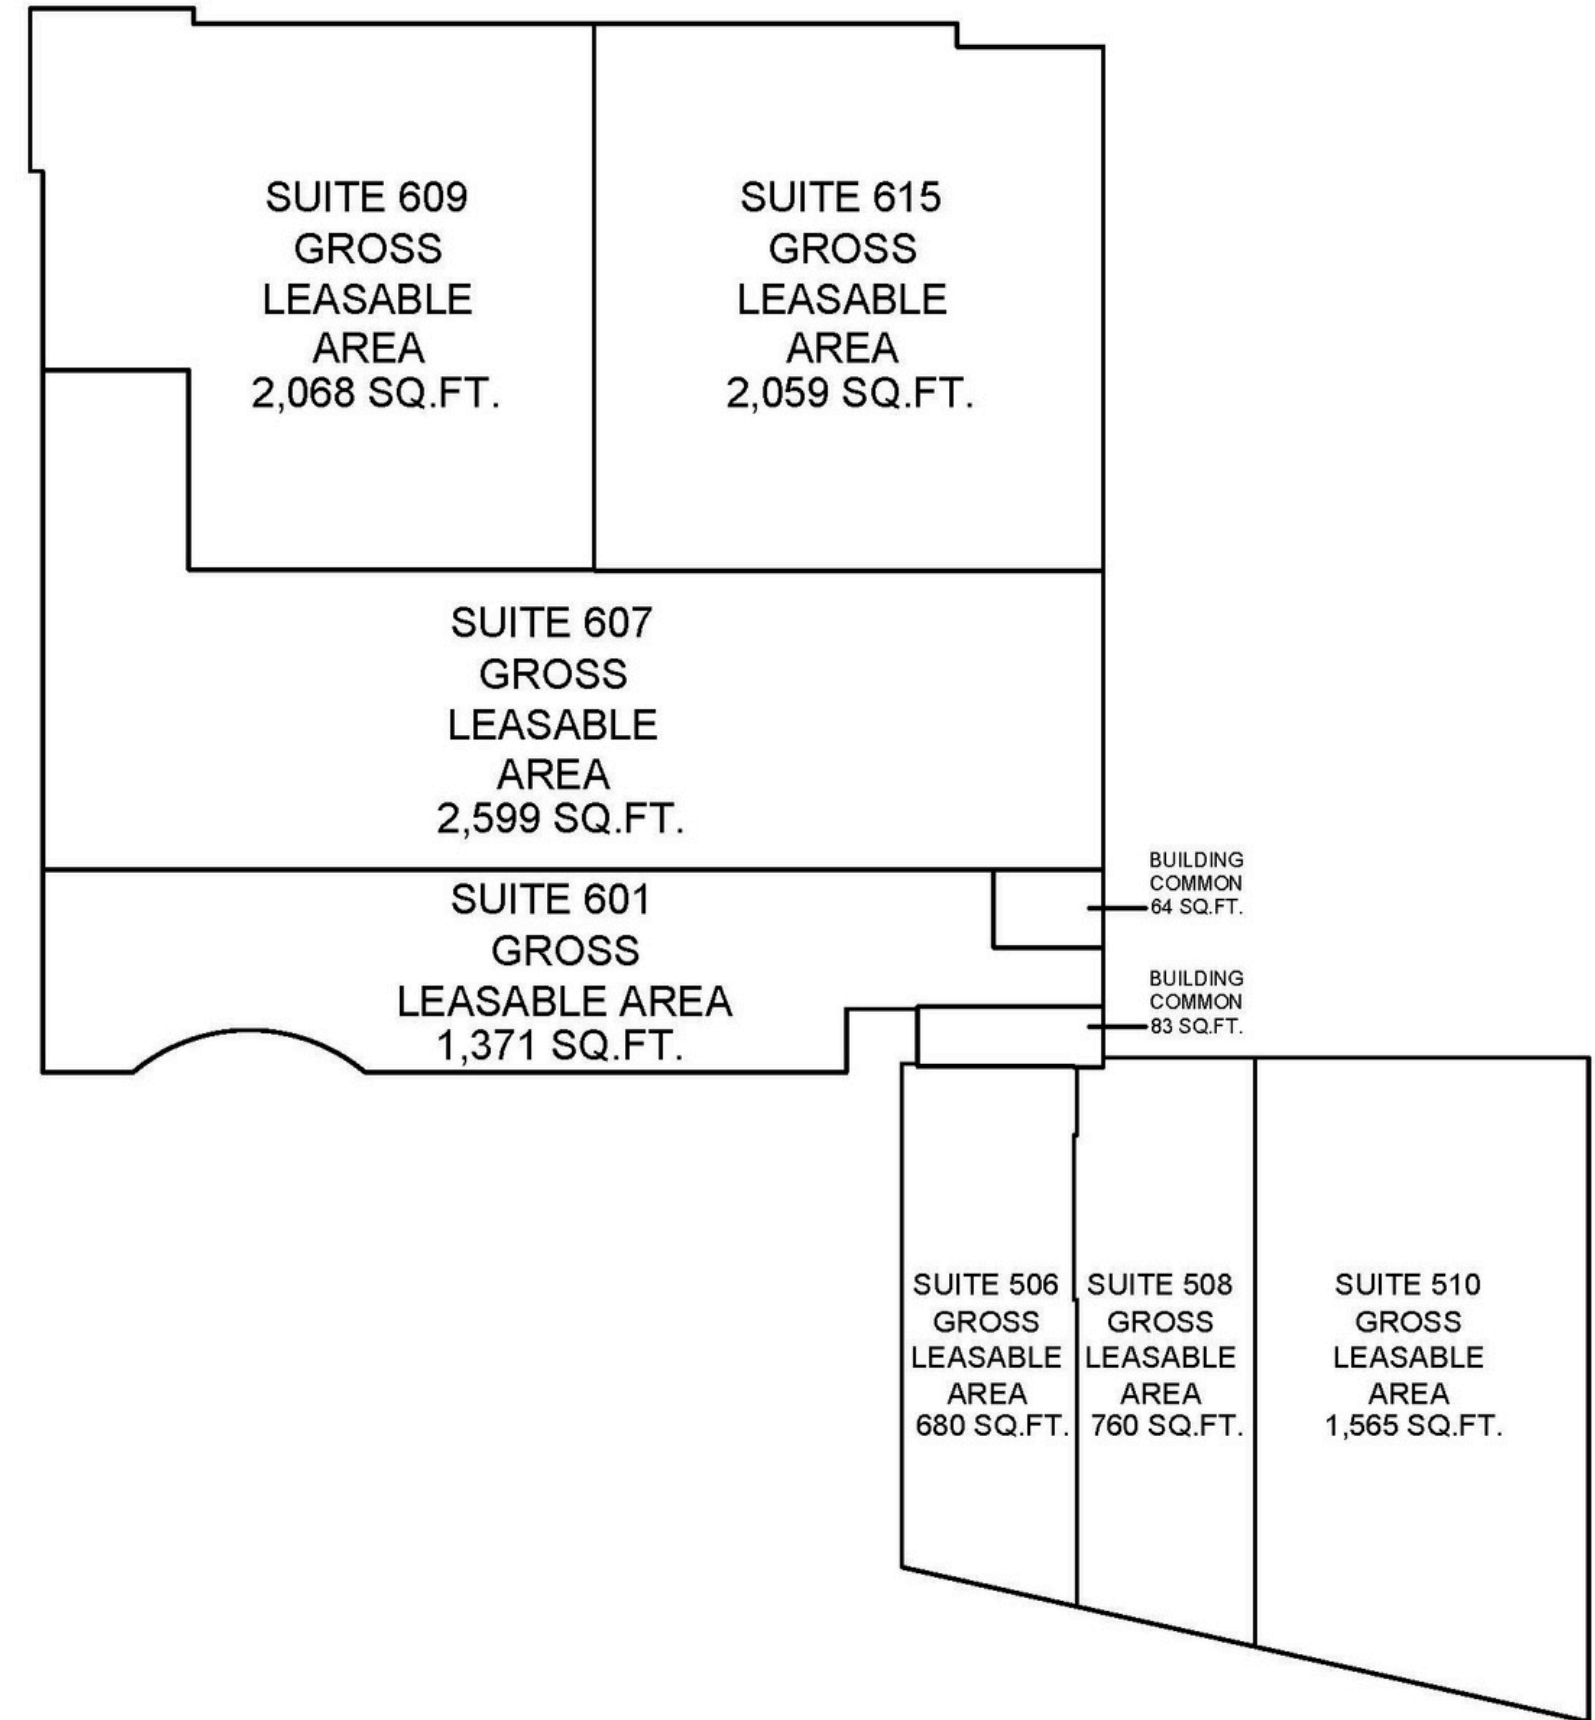 SUITE 609
GROSS
LEASABLE
AREA
2,068 SQ.FT.
SUITE 615
GROSS
LEASABLE
AREA
2,059 SQ.FT.
SUITE 607
GROSS
LEASABLE
AREA
2,599 SQ.FT.
SUITE 601
GROSS
LEASABLE AREA
1,371 SQ.FT.
BUILDING
COMMON
64 SQ.FT.
BUILDING
COMMON
83 SQ.FT.
SUITE 506
GROSS
LEASABLE
AREA
680 SQ.FT.
SUITE 508
GROSS
LEASABLE
AREA
760 SQ.FT.
SUITE 510
GROSS
LEASABLE
AREA
1,565 SQ.FT.